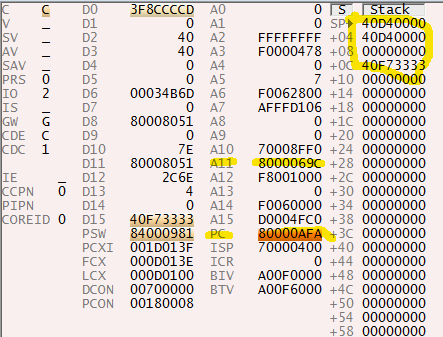 C C D0 3F8CCCCD A0 0 S Stack
V _ D1 0 A1 0 SP> 40D40000
SV _ D2 40 A2 FFFFFFFF +04 40D40000
AV _ D3 40 A3 F0000478 +08 00000000
SAV _ D4 0 A4 0 +0C 40F73333
PRS 0 D5 0 A5 7 +10 00000000
IO 2 D6 00034B6D A6 F0062800 +14 00000000
IS _ D7 0 A7 AFFFD106 +18 00000000
GW G D8 80008051 A8 0 +1C 00000000
CDE C D9 0 A9 0 +20 00000000
CDC 1 D10 7E A10 70008FF0 +24 00000000
D11 80008051 A11 8000069C +28 00000000
IE _ D12 2C6E A12 F8001000 +2C 00000000
CCPN 0 D13 4 A13 0 +30 00000000
PIPN D14 0 A14 F0060000 +34 00000000
COREID 0 D15 40F73333 A15 D0004FC0 +38 00000000
PSW 84000981 PC 80000AFA +3C 00000000
PCXI 001D013F ISP 70000400 +40 00000000
FCX 000D013E ICR 0 +44 00000000
LCX 000D0100 BIV A00F0000 +48 00000000
DCON 00700000 BTV A00F6000 +4C 00000000
PCON 00180008 +50 00000000
+54 00000000
+58 00000000